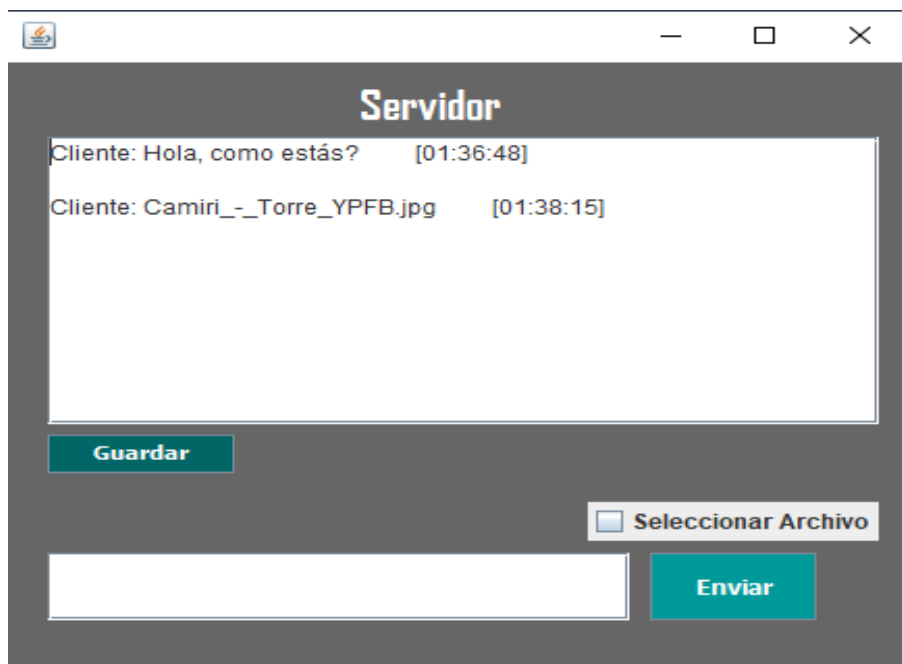 Servidor
Cliente: Hola, como estás? [01:36:48]
Cliente: Camiri_-_Torre_YPFB.jpg [01:38:15]
Guardar
Seleccionar Archivo
Enviar